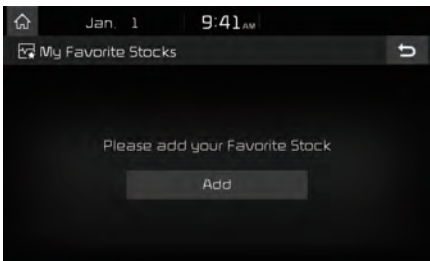 Jan. 1 9:41 AM
My Favorite Stocks
Please add your Favorite Stock
Add